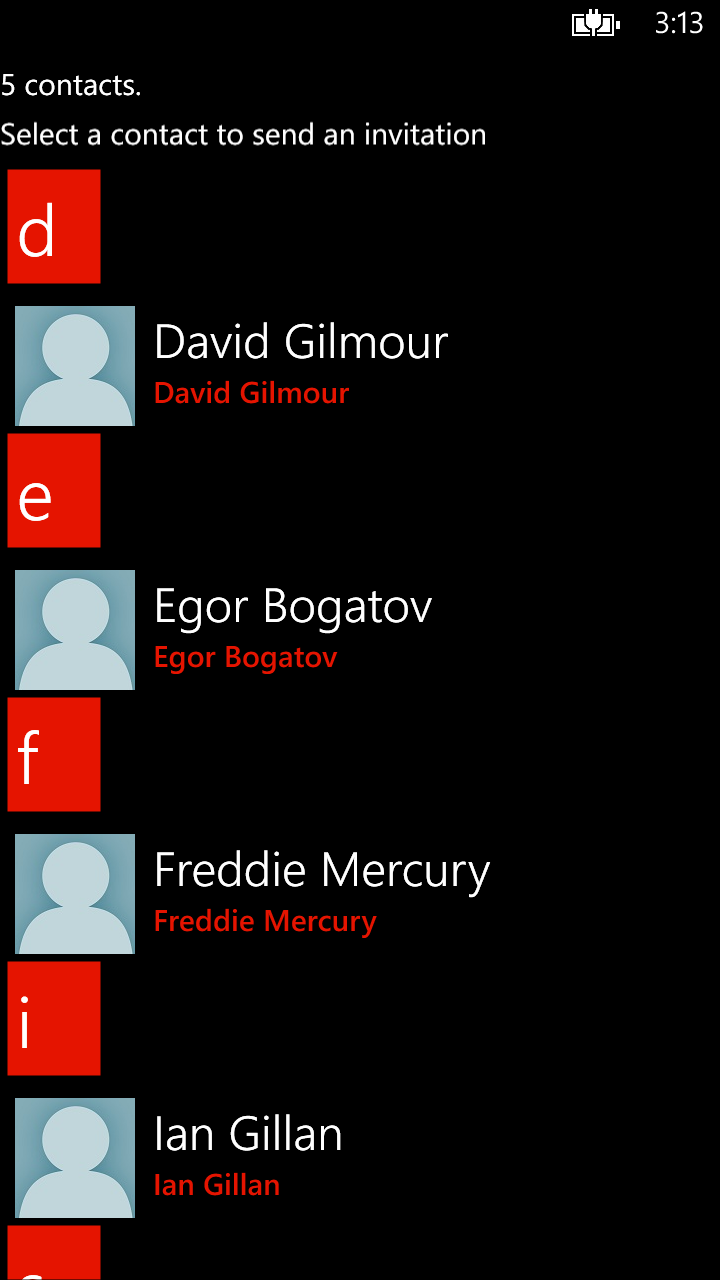 3:13
5 contacts.
Select a contact to send an invitation
d
David Gilmour
David Gilmour
e
Egor Bogatov
Egor Bogatov
f
Freddie Mercury
Freddie Mercury
i
Ian Gillan
Ian Gillan